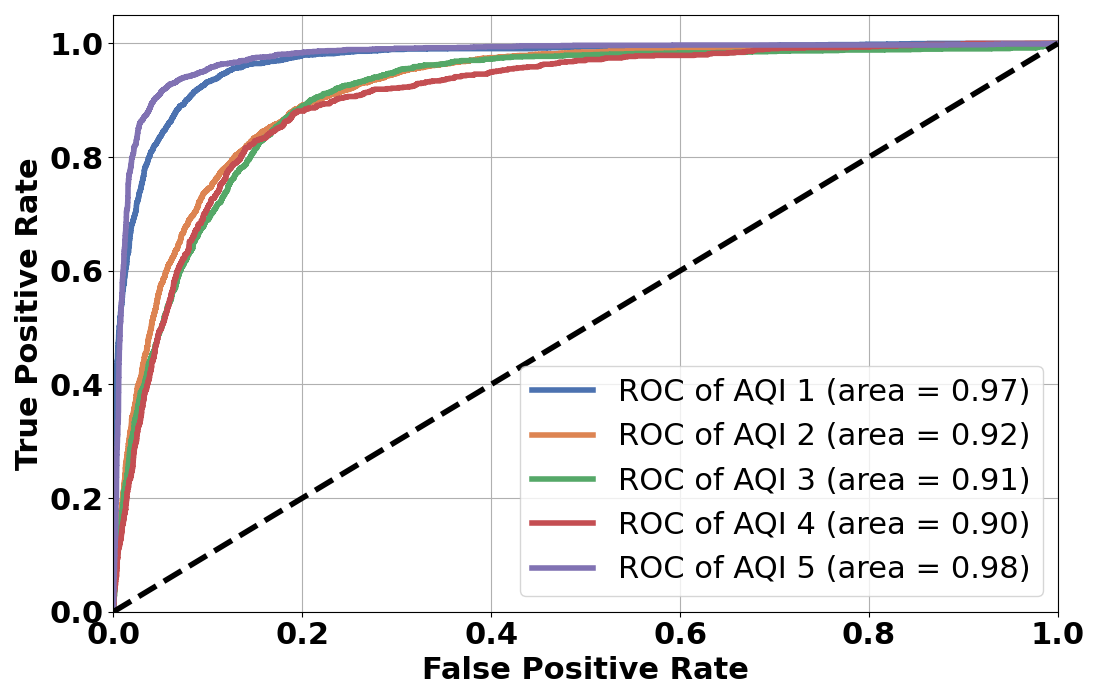 True Positive Rate
1.0
0.8
0.6
0.4
0.2
0.0
ROC of AQI 1 (area = 0.97)
ROC of AQI 2 (area = 0.92)
ROC of AQI 3 (area = 0.91)
ROC of AQI 4 (area = 0.90)
ROC of AQI 5 (area = 0.98)
0.0 0.2 0.4 0.6 0.8 1.0
False Positive Rate